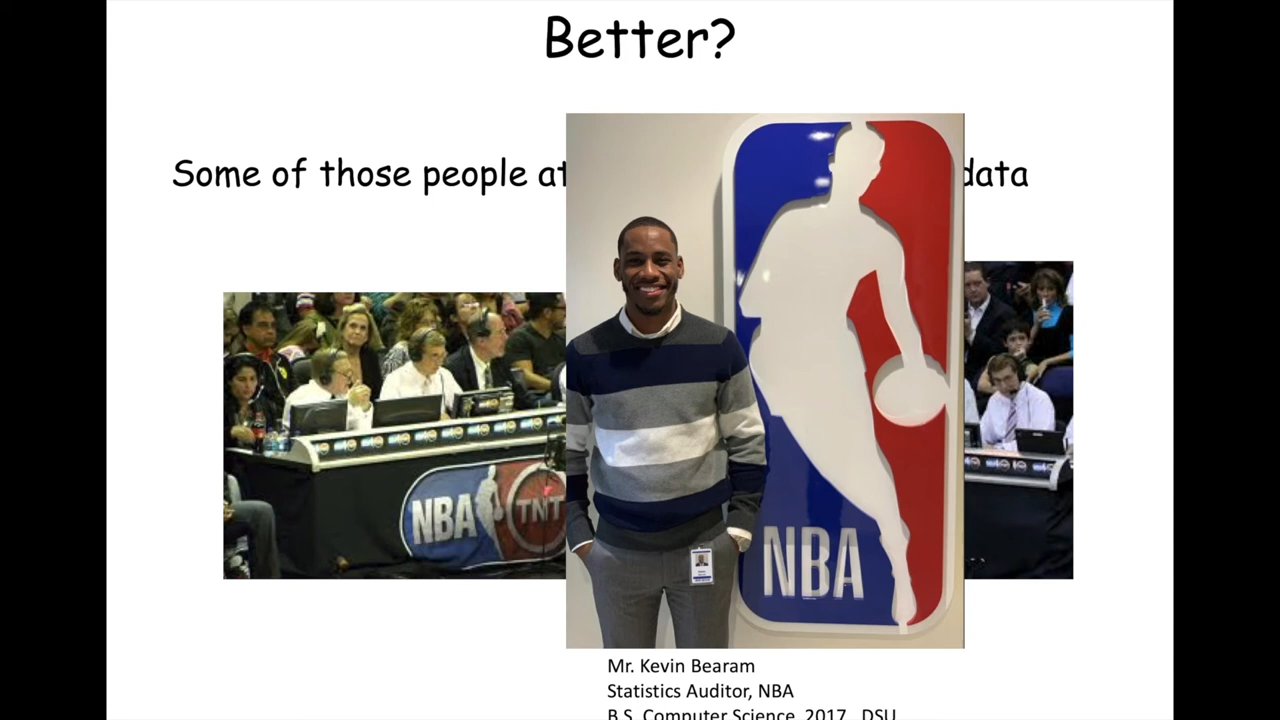 Better?
Some of those people at
data
NBA
TNT
NBA
Mr. Kevin Bearam
Statistics Auditor, NBA
B.S. Computer Science, 2017, DSU